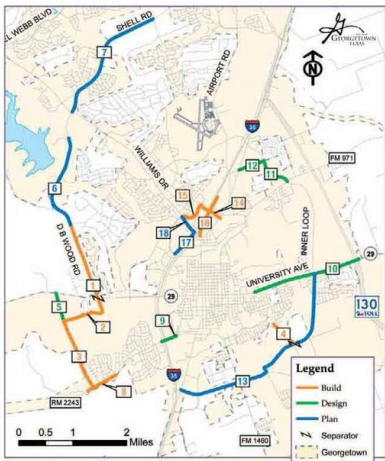 EL WEBB BLVD
SHELL RD
GEORGETOWN
TEXAS
N
7
AIRPORT RD
35
WILLIAMS DR
FM 971
12
11
6
15
14
16
18
17
INNER LOOP
D B WOOD RD
29
UNIVERSITY AVE
10
1
29
130
TOLL
5
2
9
4
3
8
35
13
RM 2243
FM 1460
0 0.5 1 2
Miles
Legend
Build
Design
Plan
Separator
Georgetown